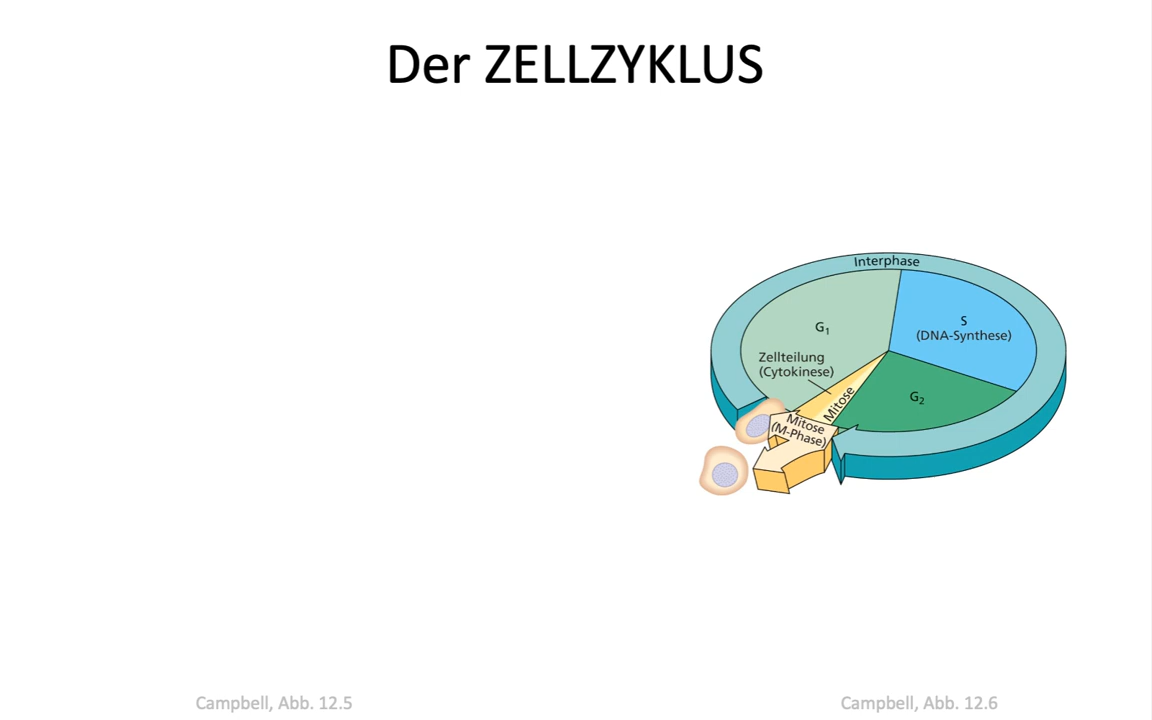 Der ZELLZYKLUS
Interphase
G₁
S
(DNA-Synthese)
Zellteilung
(Cytokinese)
Mitose
G₂
Mitose
(M-Phase)
Campbell, Abb. 12.5
Campbell, Abb. 12.6